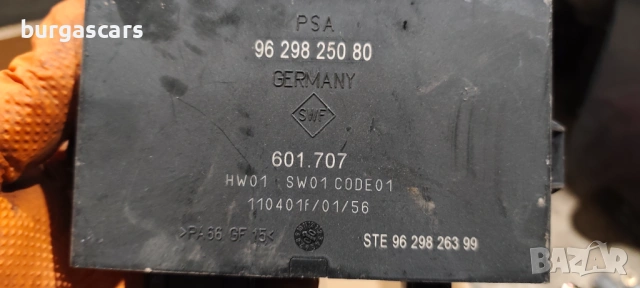 burgascars
PSA
96 298 250 80
GERMANY
SWF
601.707
HW01 SW01 CODE01
110401F/01/56
>PA66 GF 15<
STE 96 298 263 99
bazar